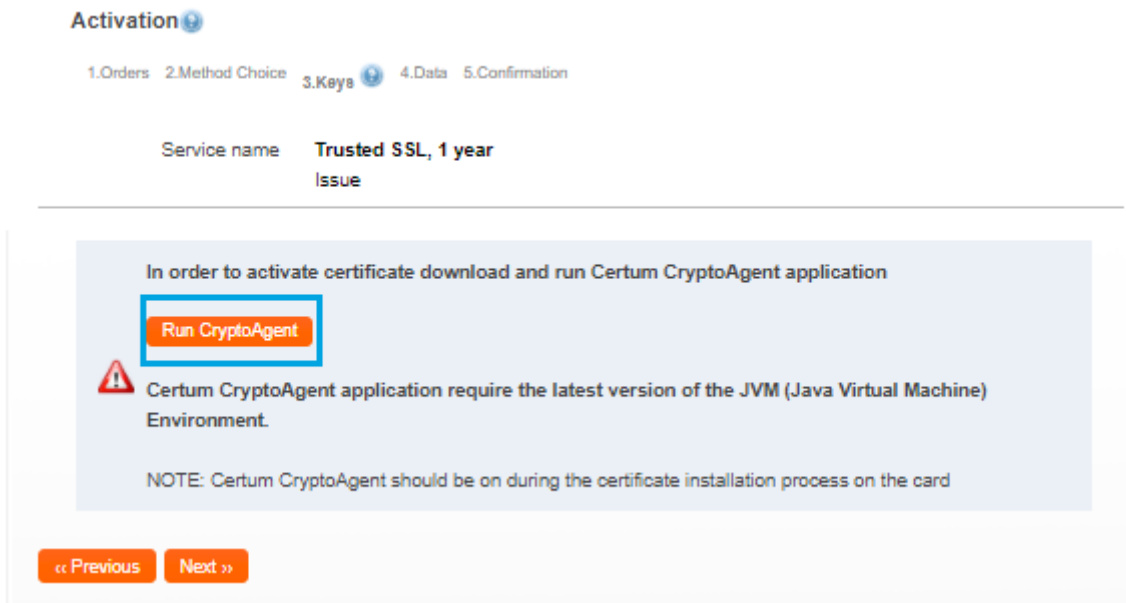 Activation
1.Orders 2.Method Choice 3.Keys 4.Data 5.Confirmation
Service name Trusted SSL, 1 year
Issue
In order to activate certificate download and run Certum CryptoAgent application
Run CryptoAgent
Certum CryptoAgent application require the latest version of the JVM (Java Virtual Machine)
Environment.
NOTE: Certum CryptoAgent should be on during the certificate installation process on the card
‹‹ Previous Next ››